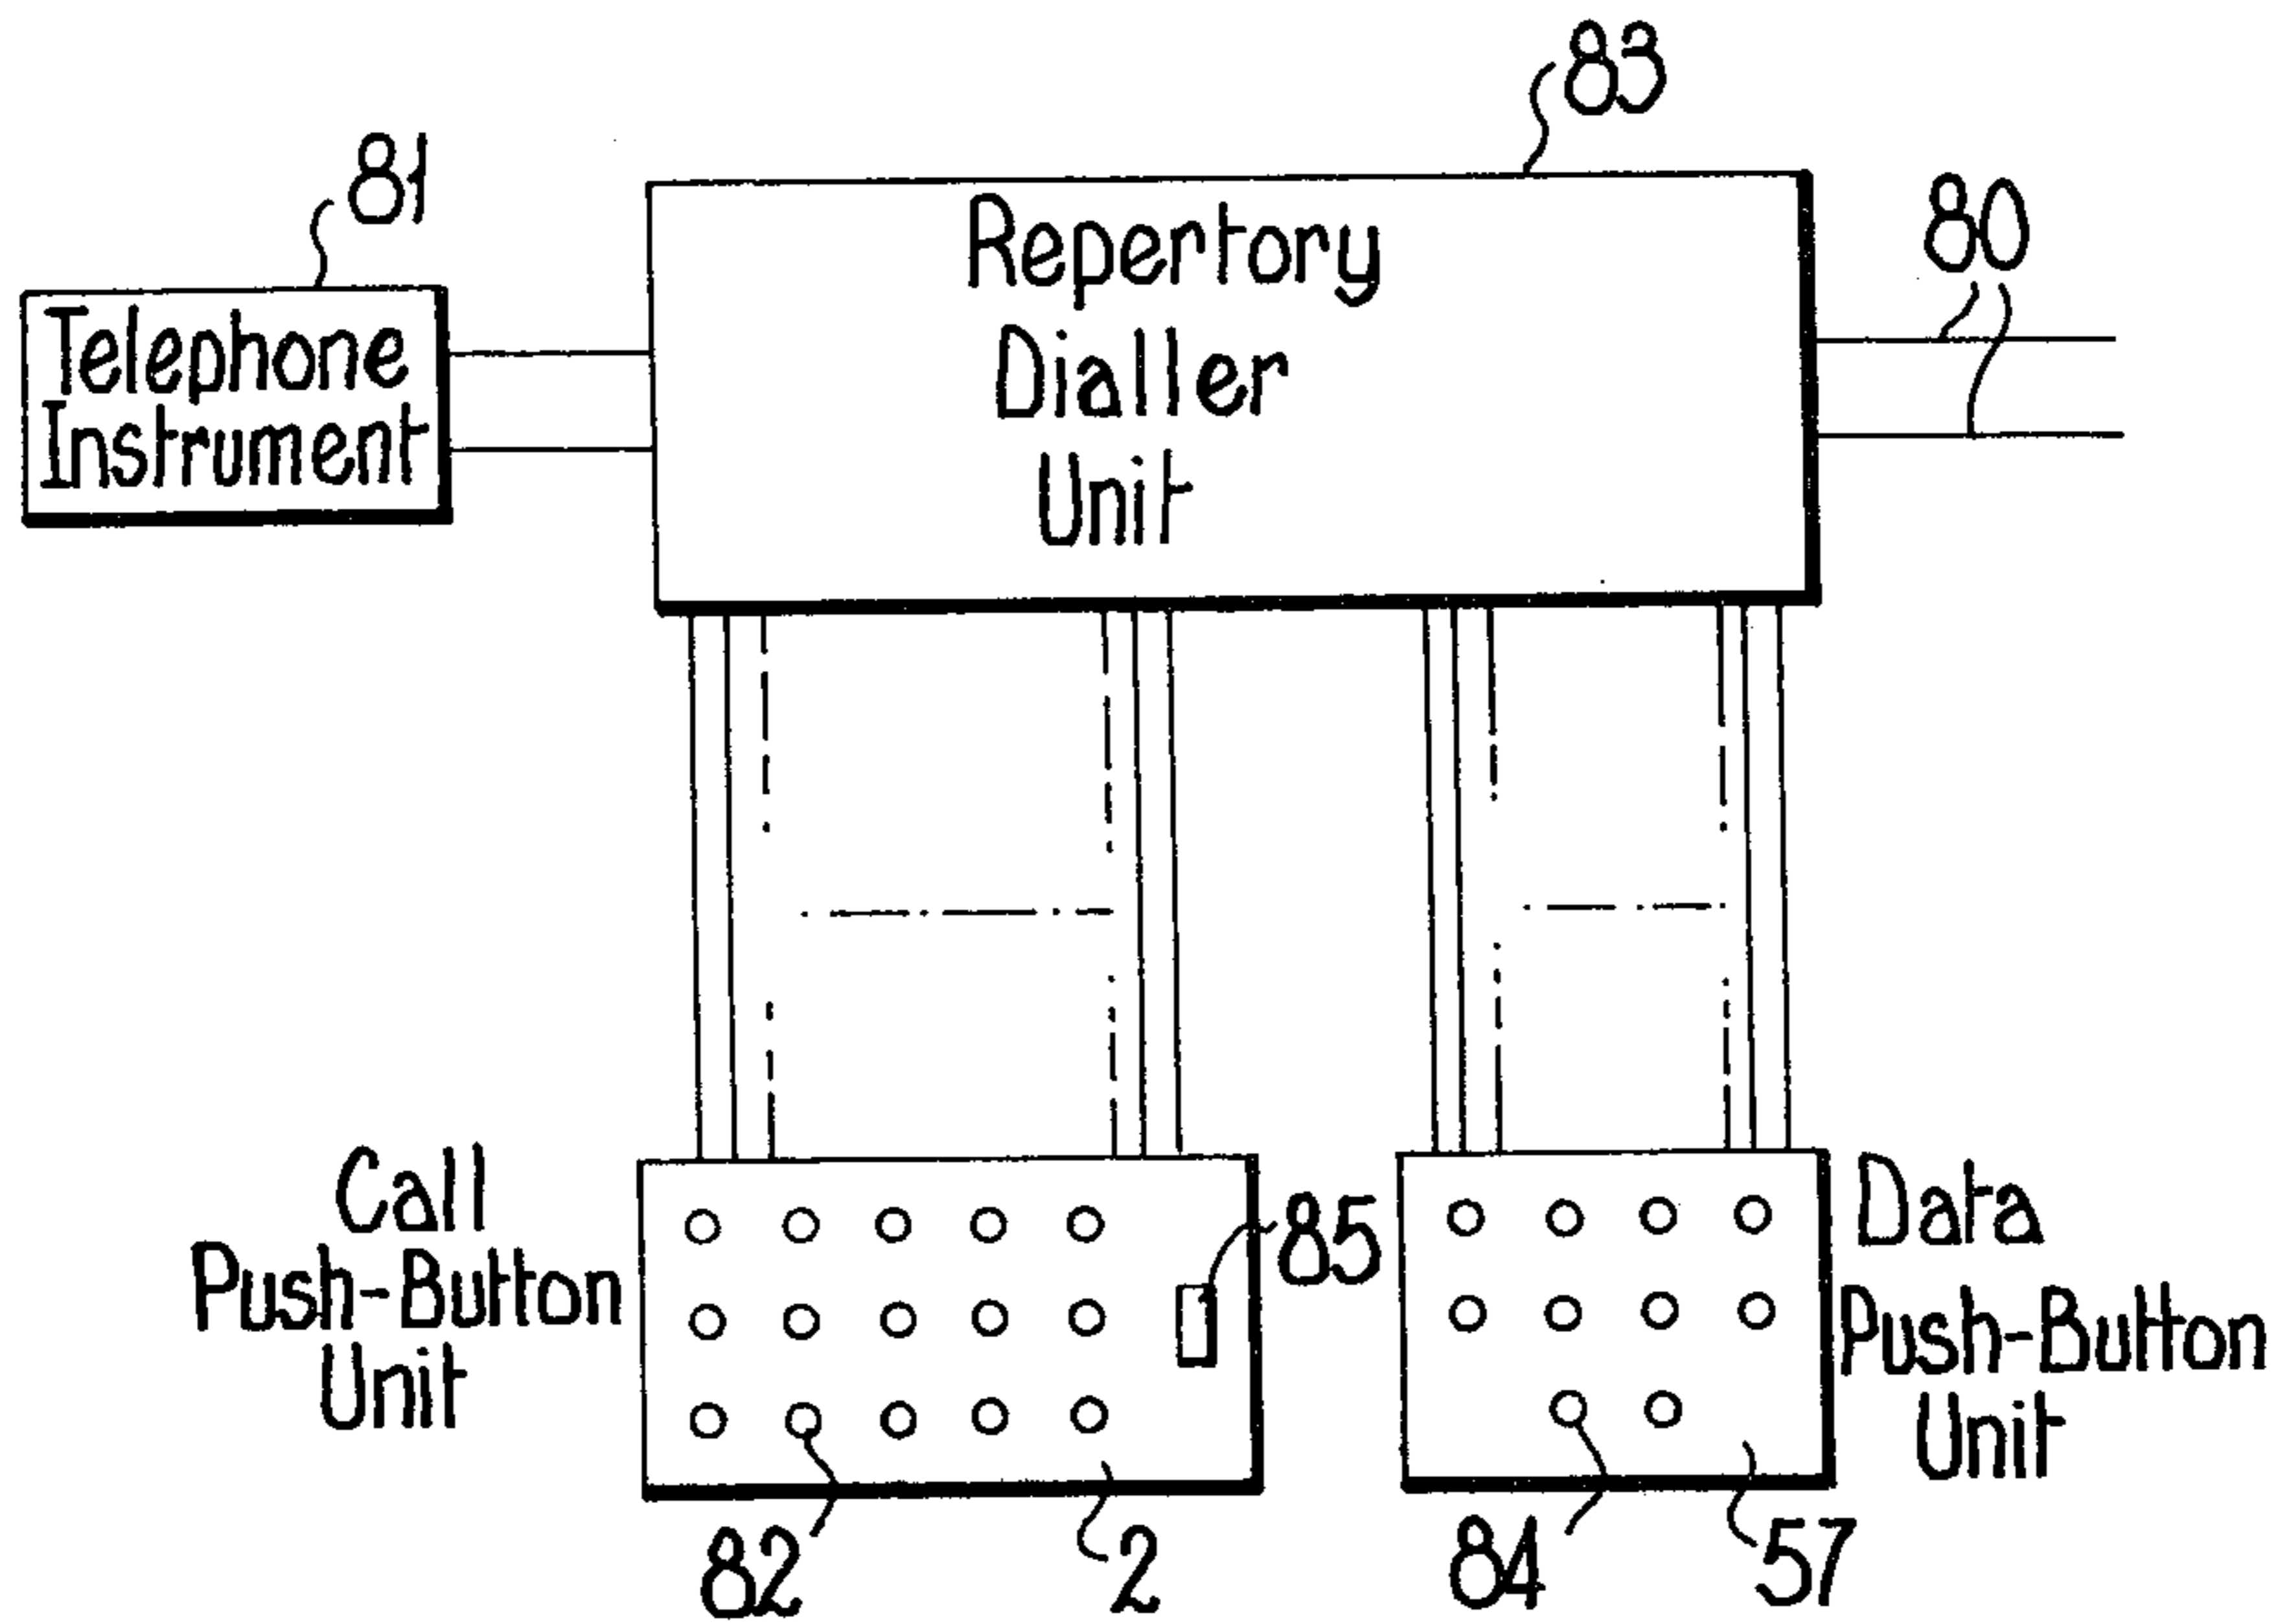 83
81
80
Repertory
Dialler
Unit
Telephone
Instrument
Call
Push-Button
Unit
85
Data
Push-Button
Unit
82
2
84
57